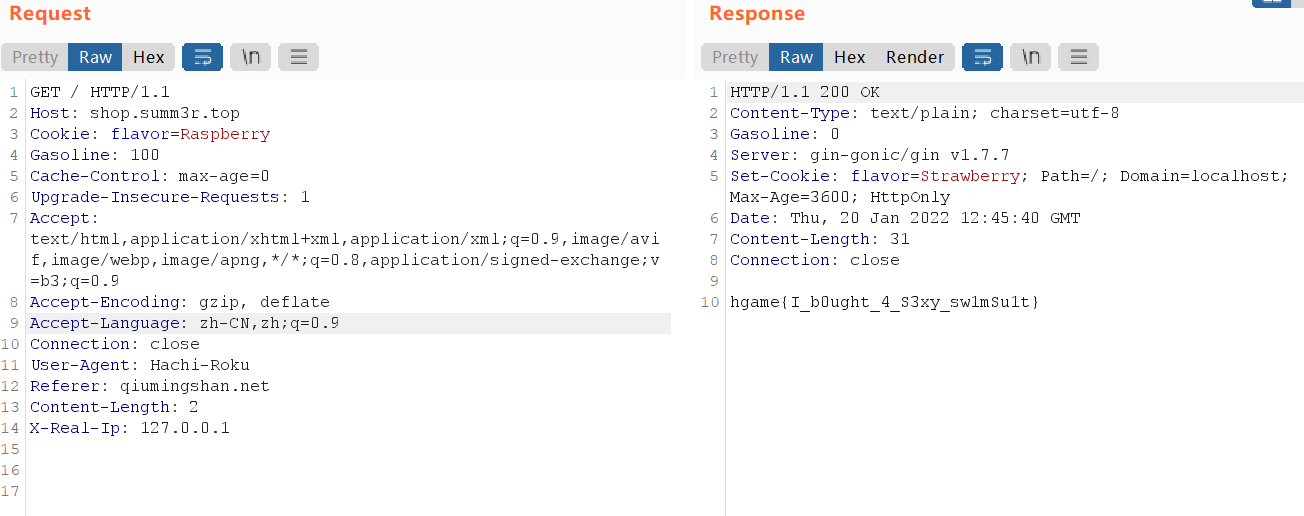 Request
Pretty Raw Hex \n
1 GET / HTTP/1.1
2 Host: shop.summ3r.top
3 Cookie: flavor=Raspberry
4 Gasoline: 100
5 Cache-Control: max-age=0
6 Upgrade-Insecure-Requests: 1
7 Accept:
text/html,application/xhtml+xml,application/xml;q=0.9,image/avi
f,image/webp,image/apng,*/*;q=0.8,application/signed-exchange;v
=b3;q=0.9
8 Accept-Encoding: gzip, deflate
9 Accept-Language: zh-CN,zh;q=0.9
10 Connection: close
11 User-Agent: Hachi-Roku
12 Referer: qiumingshan.net
13 Content-Length: 2
14 X-Real-Ip: 127.0.0.1
15
16
17
Response
Pretty Raw Hex Render \n
1 HTTP/1.1 200 OK
2 Content-Type: text/plain; charset=utf-8
3 Gasoline: 0
4 Server: gin-gonic/gin v1.7.7
5 Set-Cookie: flavor=Strawberry; Path=/; Domain=localhost;
Max-Age=3600; HttpOnly
6 Date: Thu, 20 Jan 2022 12:45:40 GMT
7 Content-Length: 31
8 Connection: close
9
10 hgame{I_b0ught_4_S3xy_sw1mSu1t}